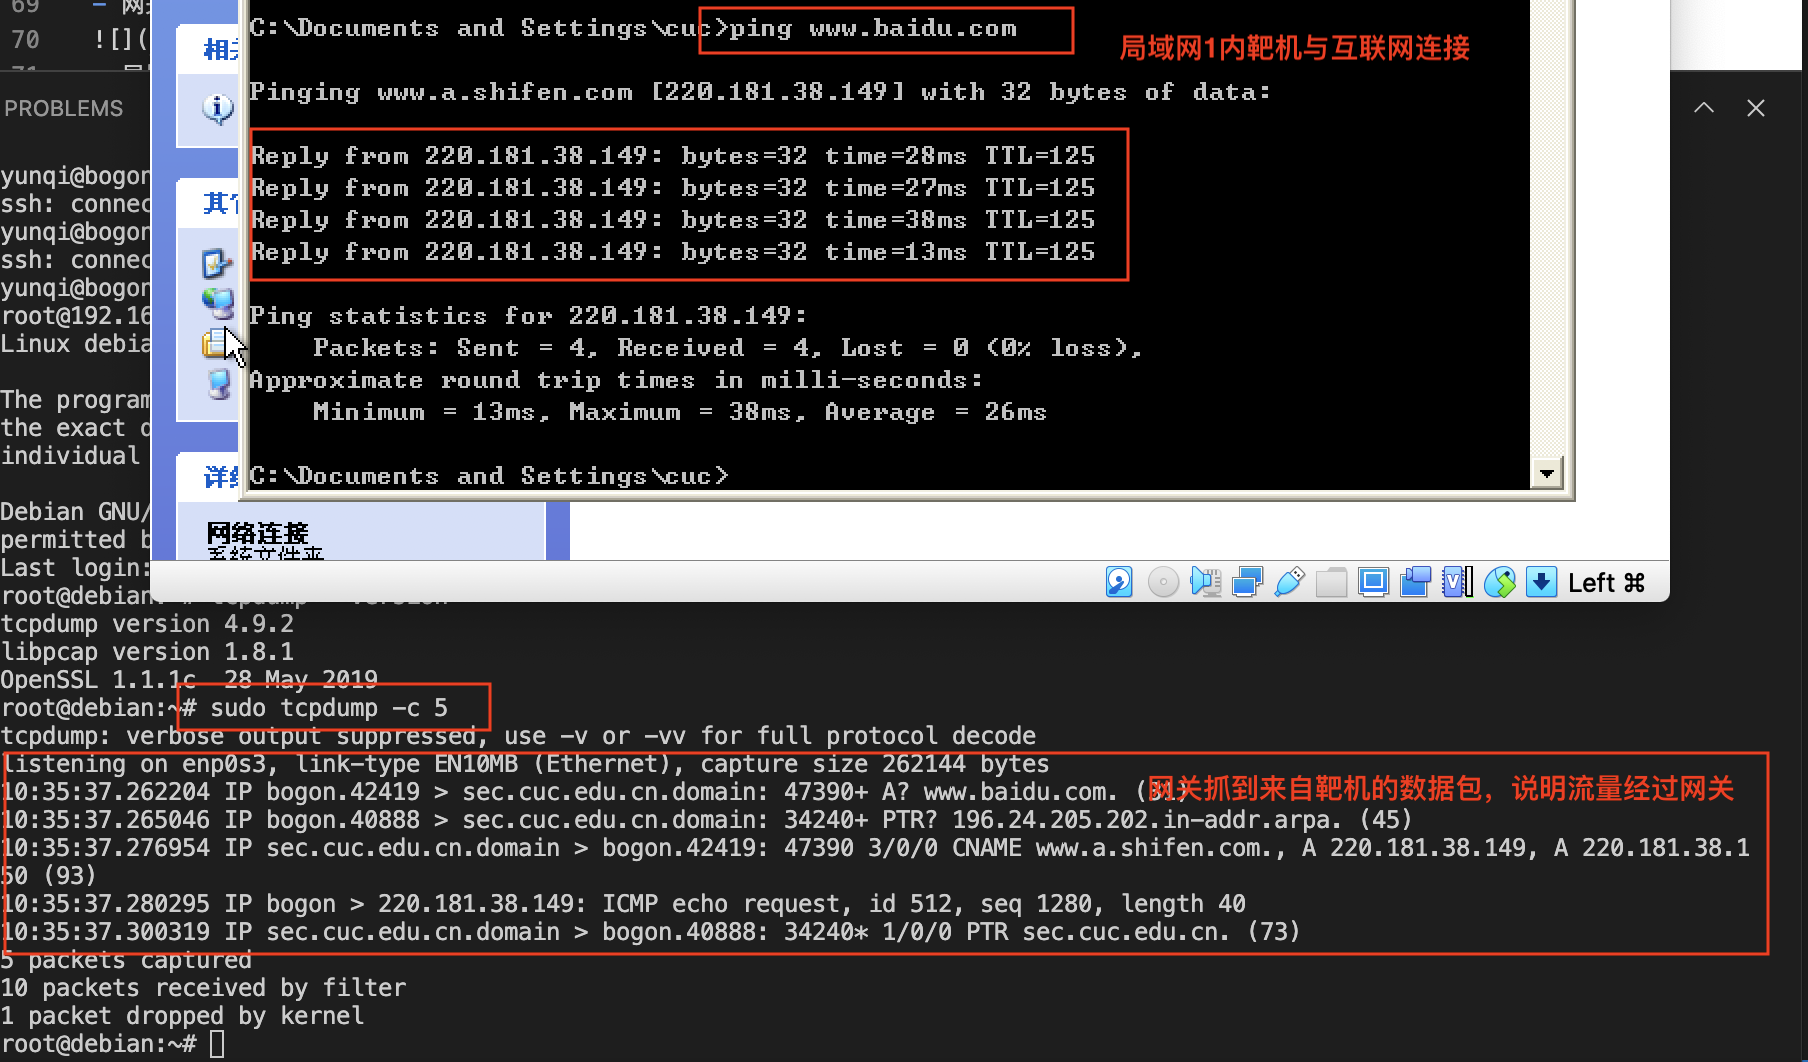 69 - 网
70 ![](
C:\Documents and Settings\cuc>ping www.baidu.com
局域网1内靶机与互联网连接
相关
Pinging www.a.shifen.com [220.181.38.149] with 32 bytes of data:
PROBLEMS
Reply from 220.181.38.149: bytes=32 time=28ms TTL=125
Reply from 220.181.38.149: bytes=32 time=27ms TTL=125
Reply from 220.181.38.149: bytes=32 time=38ms TTL=125
Reply from 220.181.38.149: bytes=32 time=13ms TTL=125
其它
Ping statistics for 220.181.38.149:
Packets: Sent = 4, Received = 4, Lost = 0 (0% loss),
Approximate round trip times in milli-seconds:
Minimum = 13ms, Maximum = 38ms, Average = 26ms
C:\Documents and Settings\cuc>
详细
网络连接
系统文件夹
Left ⌘
yunqi@bogon
ssh: connec
yunqi@bogon
ssh: connec
yunqi@bogon
root@192.16
Linux debia
The program
the exact d
individual
Debian GNU/
permitted b
Last login:
root@debian:~# tcpdump --version
tcpdump version 4.9.2
libpcap version 1.8.1
OpenSSL 1.1.1c 28 May 2019
root@debian:~# sudo tcpdump -c 5
tcpdump: verbose output suppressed, use -v or -vv for full protocol decode
listening on enp0s3, link-type EN10MB (Ethernet), capture size 262144 bytes
10:35:37.262204 IP bogon.42419 > sec.cuc.edu.cn.domain: 47390+ A? www.baidu.com. (31)
网关抓到来自靶机的数据包，说明流量经过网关
10:35:37.265046 IP bogon.40888 > sec.cuc.edu.cn.domain: 34240+ PTR? 196.24.205.202.in-addr.arpa. (45)
10:35:37.276954 IP sec.cuc.edu.cn.domain > bogon.42419: 47390 3/0/0 CNAME www.a.shifen.com., A 220.181.38.149, A 220.181.38.1
50 (93)
10:35:37.280295 IP bogon > 220.181.38.149: ICMP echo request, id 512, seq 1280, length 40
10:35:37.300319 IP sec.cuc.edu.cn.domain > bogon.40888: 34240* 1/0/0 PTR sec.cuc.edu.cn. (73)
5 packets captured
10 packets received by filter
1 packet dropped by kernel
root@debian:~#